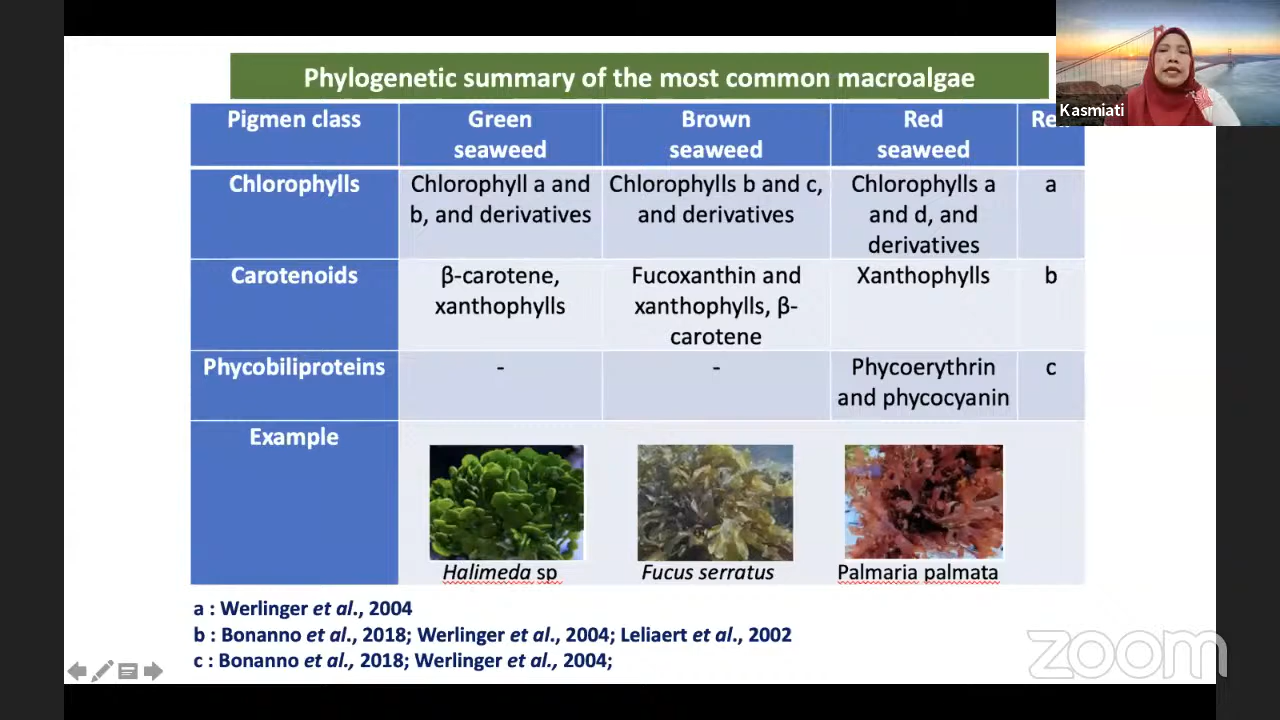 Phylogenetic summary of the most common macroalgae
Kasmiati
Pigmen class
Green
seaweed
Brown
seaweed
Red
seaweed
Chlorophylls
Chlorophyll a and
b, and derivatives
Chlorophylls b and c,
and derivatives
Chlorophylls a
and d, and
derivatives
a
Carotenoids
β-carotene,
xanthophylls
Fucoxanthin and
xanthophylls, β-
carotene
Xanthophylls
b
Phycobiliproteins
-
-
Phycoerythrin
and phycocyanin
c
Example
Halimeda sp
Fucus serratus
Palmaria palmata
a : Werlinger et al., 2004
b : Bonanno et al., 2018; Werlinger et al., 2004; Leliaert et al., 2002
c : Bonanno et al., 2018; Werlinger et al., 2004;
zoom